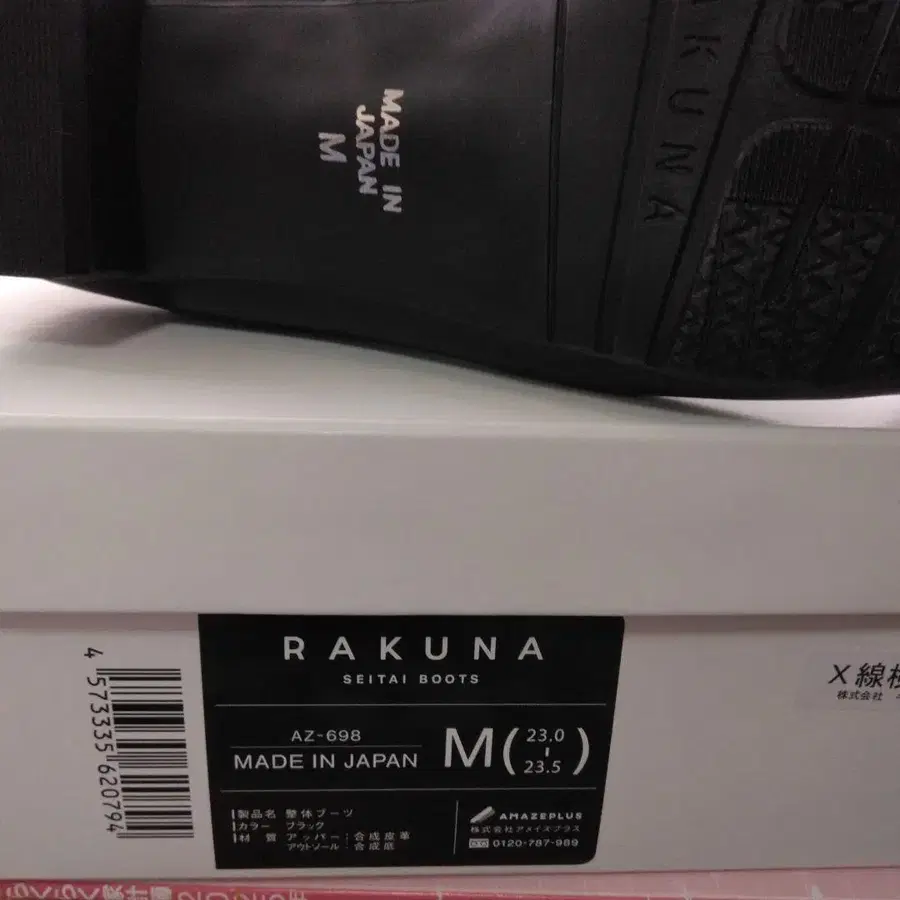 MADE IN
JAPAN
M
KUNA
RAKUNA
SEITAI BOOTS
AZ-698
MADE IN JAPAN
M(23.0-23.5)
製品名 整体ブーツ
カラー ブラック
材 質 アッパー：合成皮革
アウトソール：合成底
AMAZEPLUS
株式会社アメイズプラス
0120-787-989
4 573335 620794
X線検
株式会社